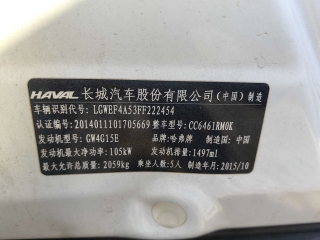 HAVAL 长城汽车股份有限公司（中国）制造
车辆识别代号: LGWEF4A53FF222454
认证编号: 2014011101705669 整车型号: CC6461RM0K
发动机型号: GW4G15E 品牌: 哈弗牌 制造国: 中国
发动机最大净功率: 105kW 发动机排量: 1497ml
最大允许总质量: 2059kg 乘坐人数: 5人 制造年月: 2015/10